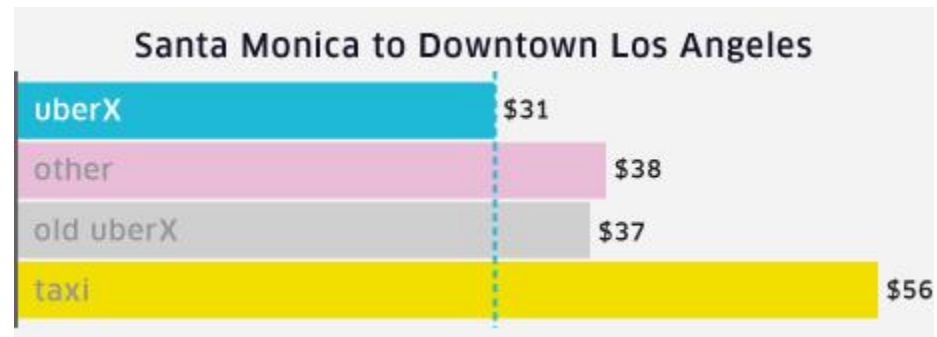 Santa Monica to Downtown Los Angeles
uberX $31
other $38
old uberX $37
taxi $56